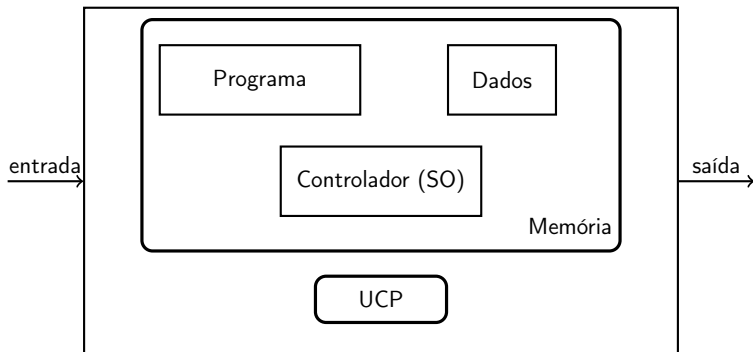 Programa
Dados
entrada
Controlador (SO)
saída
Memória
UCP